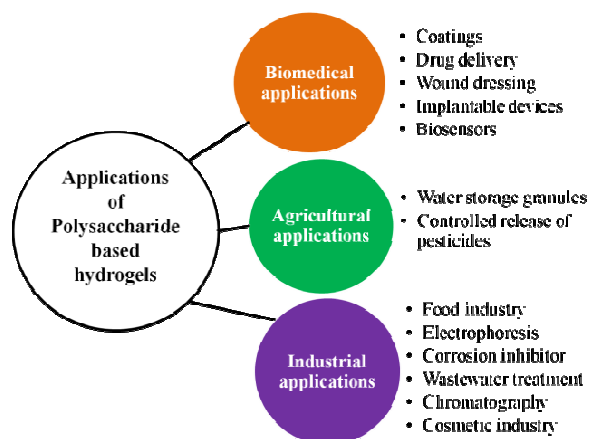 Applications
of
Polysaccharide
based
hydrogels
Biomedical
applications
• Coatings
• Drug delivery
• Wound dressing
• Implantable devices
• Biosensors
Agricultural
applications
• Water storage granules
• Controlled release of
pesticides
Industrial
applications
• Food industry
• Electrophoresis
• Corrosion inhibitor
• Wastewater treatment
• Chromatography
• Cosmetic industry